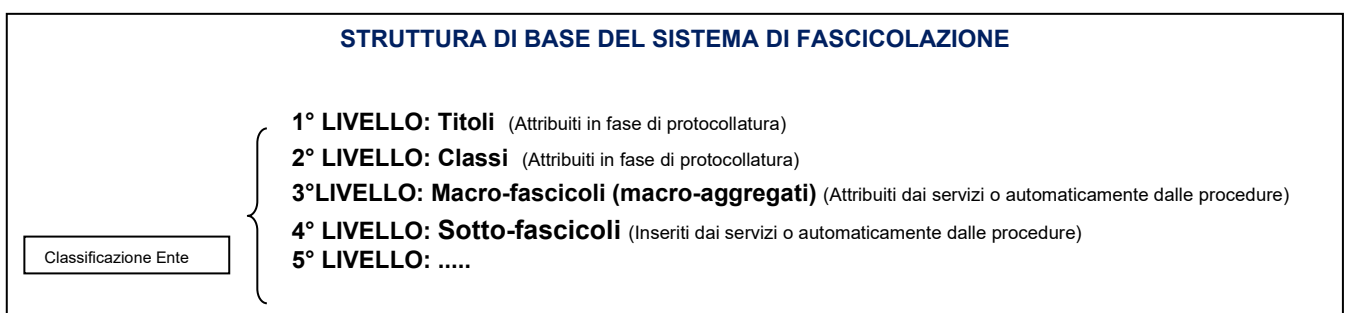 STRUTTURA DI BASE DEL SISTEMA DI FASCICOLAZIONE
1° LIVELLO: Titoli (Attribuiti in fase di protocollatura)
2° LIVELLO: Classi (Attribuiti in fase di protocollatura)
3°LIVELLO: Macro-fascicoli (macro-aggregati) (Attribuiti dai servizi o automaticamente dalle procedure)
4° LIVELLO: Sotto-fascicoli (Inseriti dai servizi o automaticamente dalle procedure)
Classificazione Ente
5° LIVELLO: .....